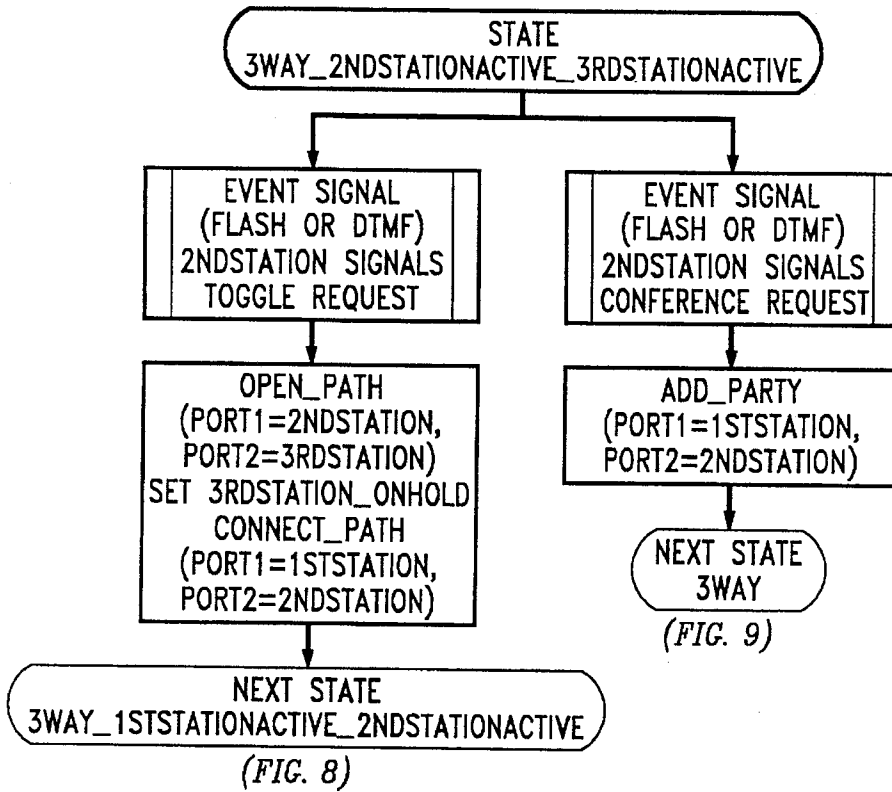 STATE
3WAY_2NDSTATIONACTIVE_3RDSTATIONACTIVE
EVENT SIGNAL
(FLASH OR DTMF)
2NDSTATION SIGNALS
TOGGLE REQUEST
OPEN_PATH
(PORT1=2NDSTATION,
PORT2=3RDSTATION)
SET 3RDSTATION_ONHOLD
CONNECT_PATH
(PORT1=1STSTATION,
PORT2=2NDSTATION)
NEXT STATE
3WAY_1STSTATIONACTIVE_2NDSTATIONACTIVE
(FIG. 8)
EVENT SIGNAL
(FLASH OR DTMF)
2NDSTATION SIGNALS
CONFERENCE REQUEST
ADD_PARTY
(PORT1=1STSTATION,
PORT2=2NDSTATION)
NEXT STATE
3WAY
(FIG. 9)